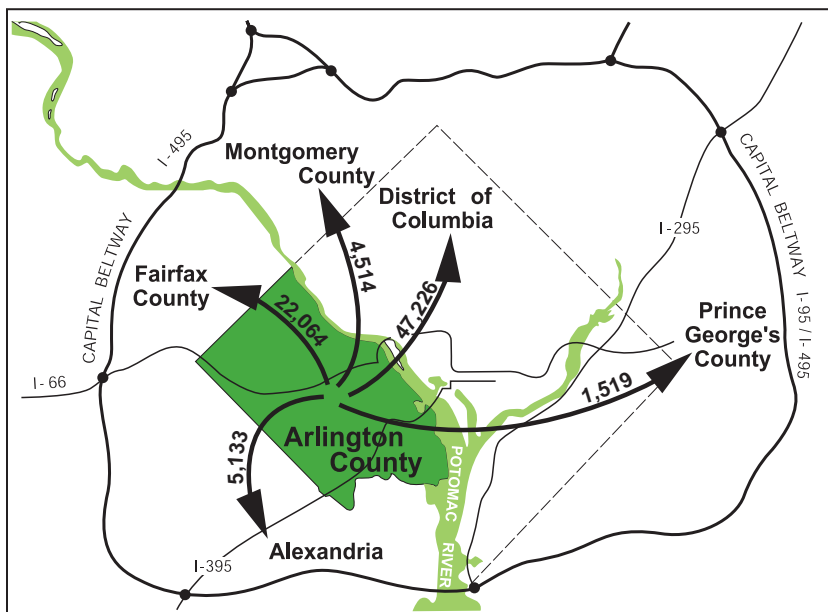 I-495
Montgomery
County
District of
Columbia
CAPITAL BELTWAY
I-295
CAPITAL BELTWAY I-95 / I-495
Fairfax
County
4,514
47,226
22,064
Prince
George's
County
I-66
1,519
5,133
Arlington
County
POTOMAC
RIVER
Alexandria
I-395